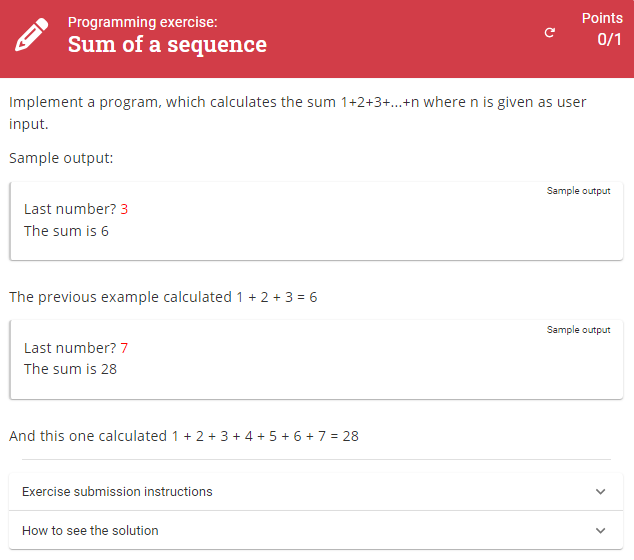 Programming exercise:
Points
Sum of a sequence
0/1
Implement a program, which calculates the sum 1+2+3+...+n where n is given as user
input.
Sample output:
Sample output
Last number? 3
The sum is 6
The previous example calculated 1 + 2 + 3 = 6
Sample output
Last number? 7
The sum is 28
And this one calculated 1 + 2 + 3 + 4 + 5 + 6 + 7 = 28
Exercise submission instructions
How to see the solution